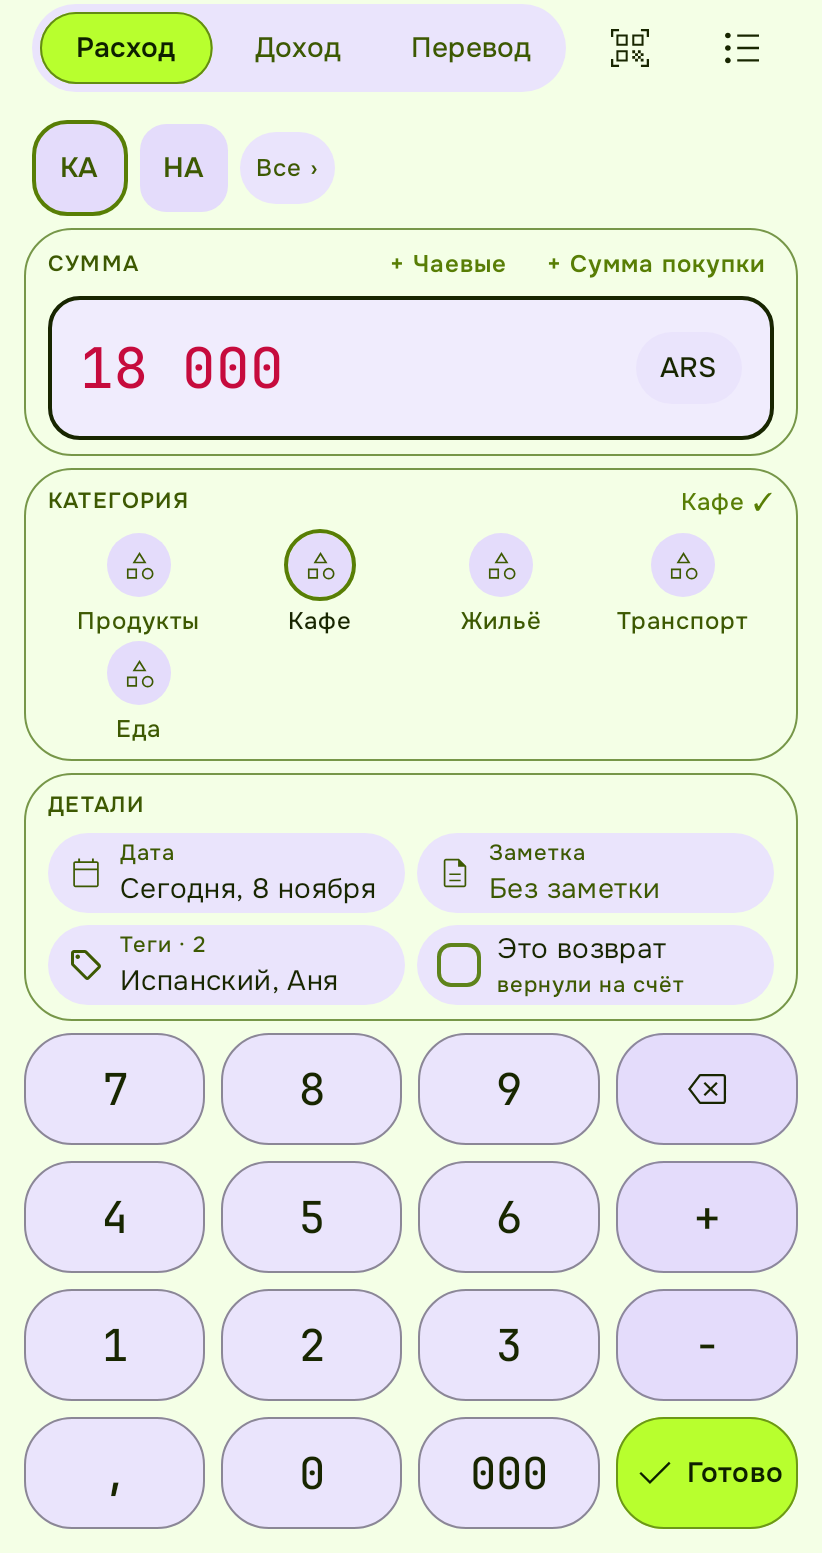 Расход Доход Перевод
КА НА Все ›
СУММА + Чаевые + Сумма покупки
18 000 ARS
КАТЕГОРИЯ Кафе ✓
Продукты Кафе Жильё Транспорт
Еда
ДЕТАЛИ
Дата
Сегодня, 8 ноября
Заметка
Без заметки
Теги · 2
Испанский, Аня
Это возврат
вернули на счёт
7 8 9
4 5 6 +
1 2 3 -
, 0 000 Готово